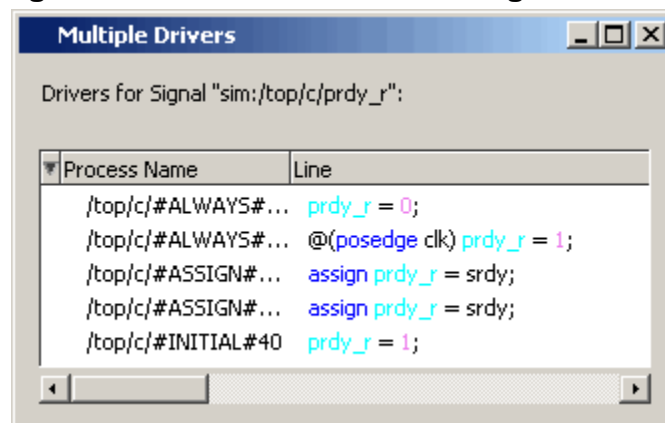 Multiple Drivers
Drivers for Signal "sim:/top/c/prdy_r":
Process Name Line
/top/c/#ALWAYS#... prdy_r = 0;
/top/c/#ALWAYS#... @(posedge clk) prdy_r = 1;
/top/c/#ASSIGN#... assign prdy_r = srdy;
/top/c/#ASSIGN#... assign prdy_r = srdy;
/top/c/#INITIAL#40 prdy_r = 1;